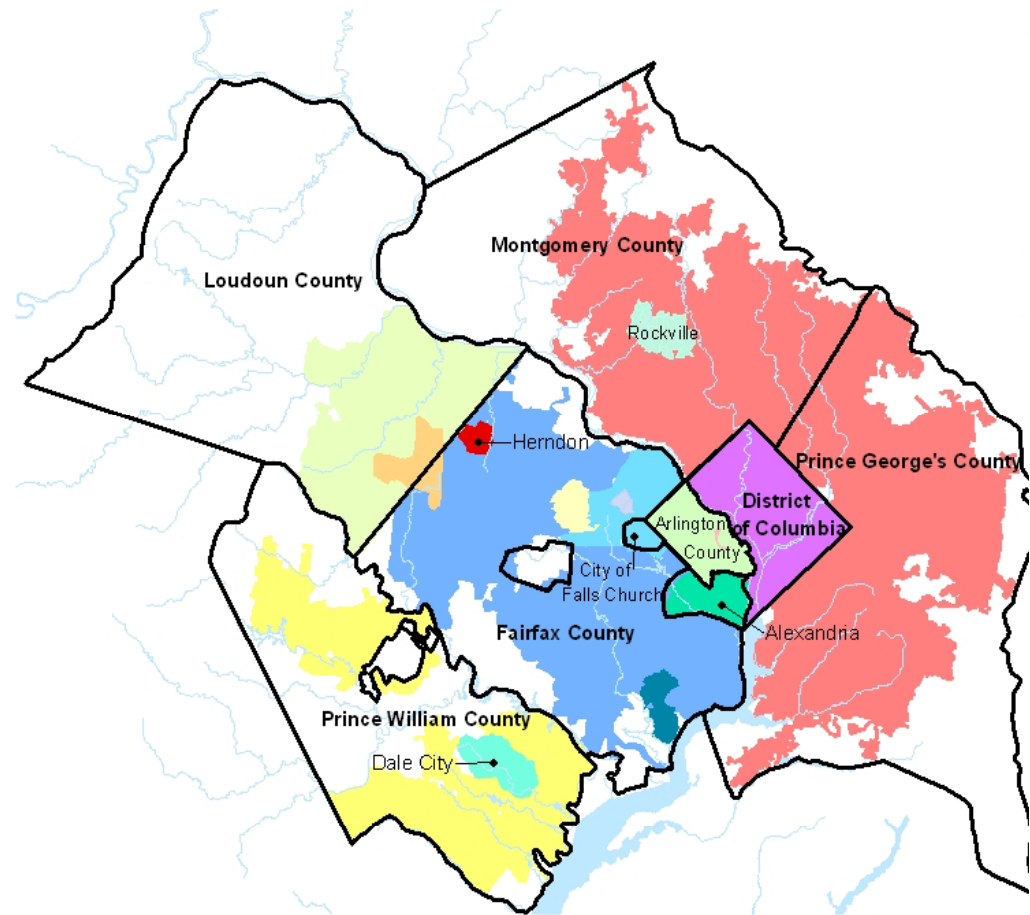 Montgomery County
Loudoun County
Rockville
Herndon
Prince George's County
District
of Columbia
Arlington
County
City of
Falls Church
Fairfax County
Alexandria
Prince William County
Dale City